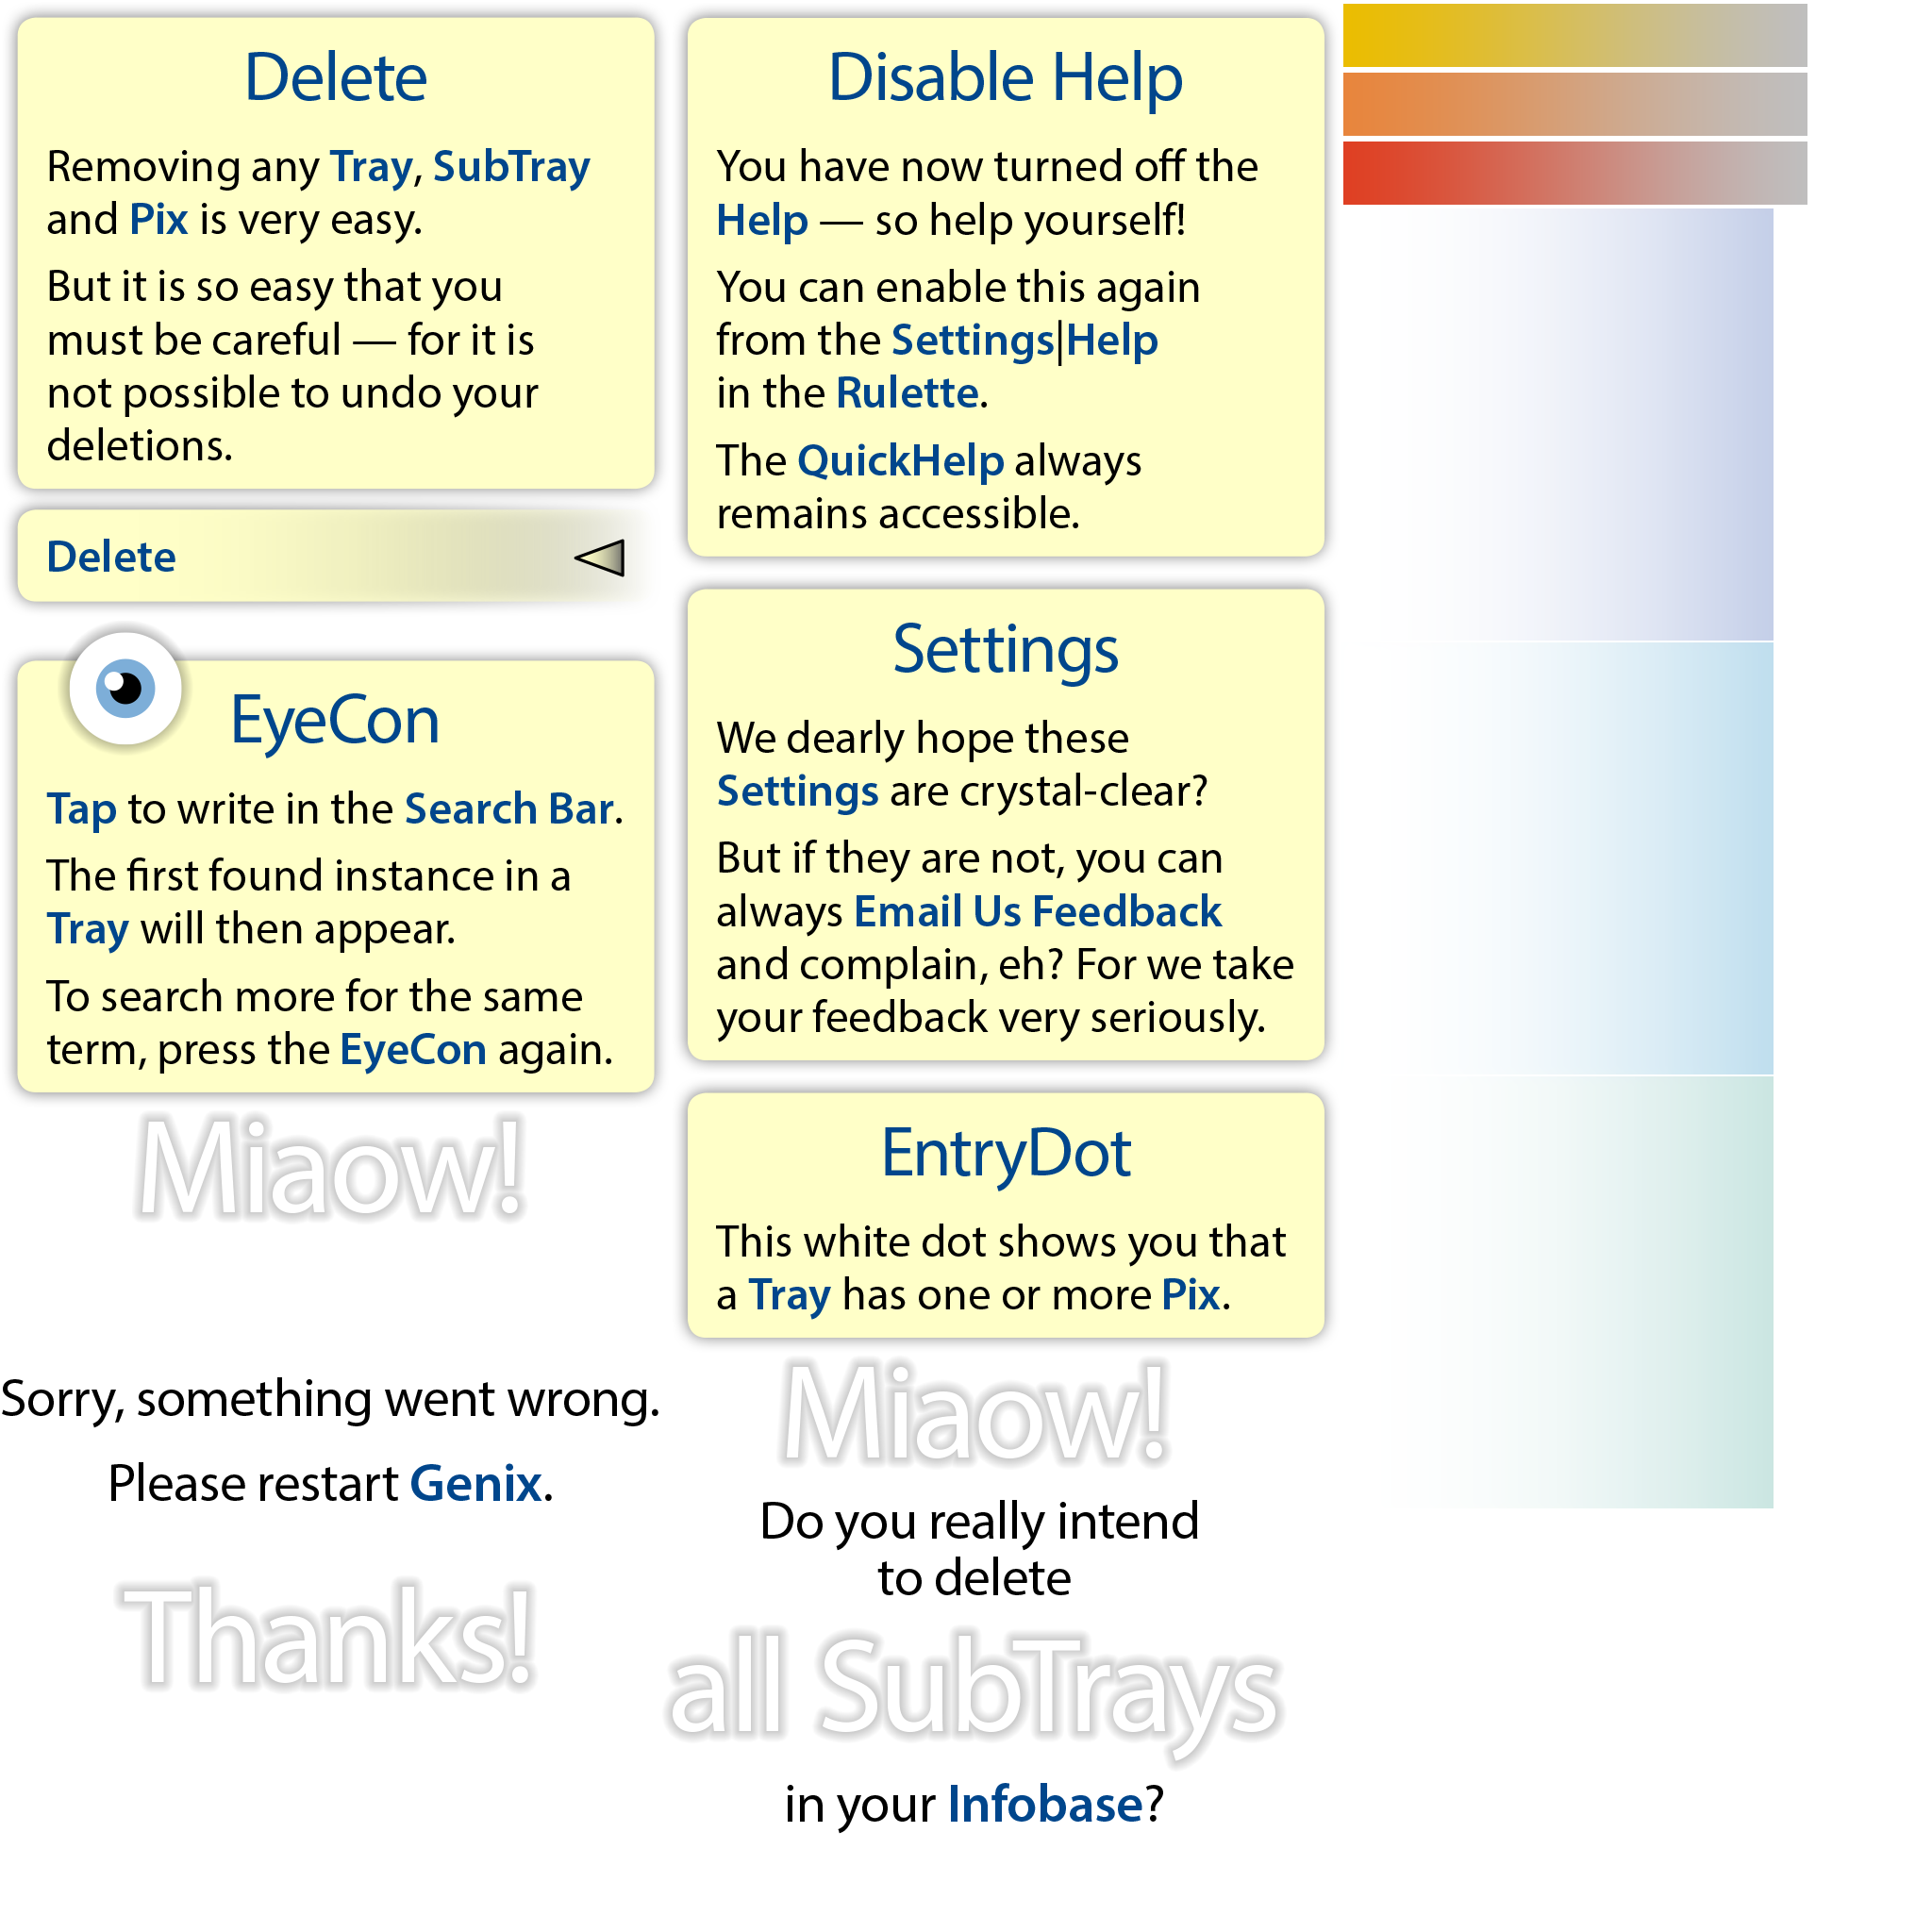 Delete
Removing any Tray, SubTray
and Pix is very easy.
But it is so easy that you
must be careful — for it is
not possible to undo your
deletions.
Delete
EyeCon
Tap to write in the Search Bar.
The first found instance in a
Tray will then appear.
To search more for the same
term, press the EyeCon again.
Miaow!
Sorry, something went wrong.
Please restart Genix.
Thanks!
Disable Help
You have now turned off the
Help — so help yourself!
You can enable this again
from the Settings|Help
in the Rulette.
The QuickHelp always
remains accessible.
Settings
We dearly hope these
Settings are crystal-clear?
But if they are not, you can
always Email Us Feedback
and complain, eh? For we take
your feedback very seriously.
EntryDot
This white dot shows you that
a Tray has one or more Pix.
Miaow!
Do you really intend
to delete
all SubTrays
in your Infobase?